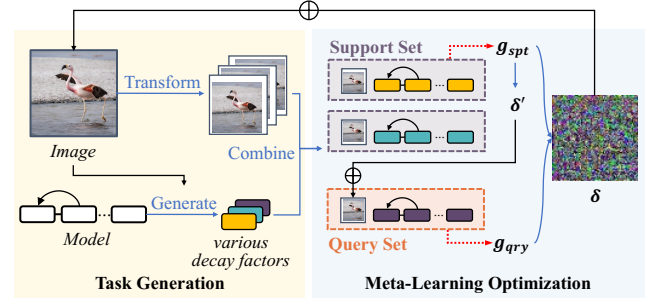 Transform
Image
Combine
Generate
Model
various
decay factors
Task Generation
Support Set
g_spt
δ′
Query Set
g_qry
δ
Meta-Learning Optimization